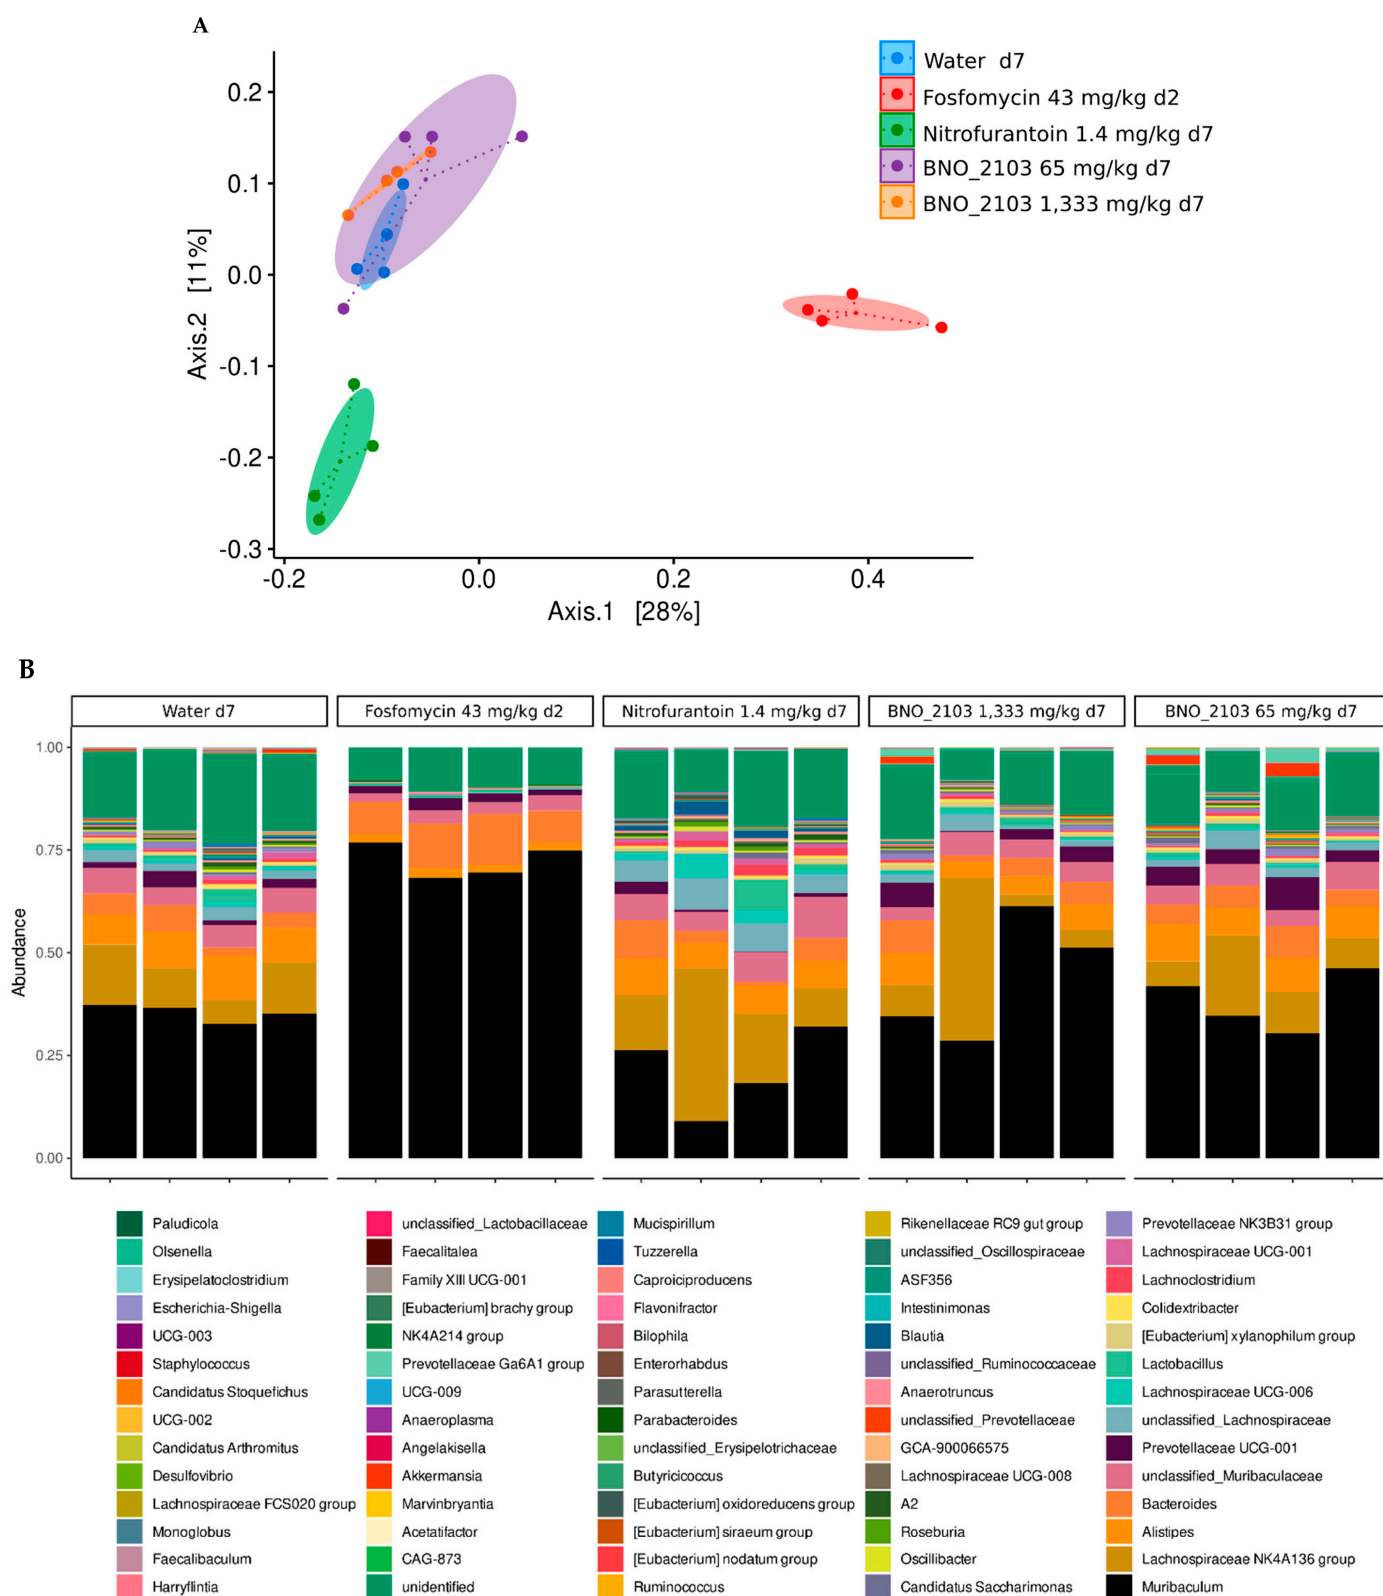 A
0.2
0.1
0.0
-0.1
-0.2
-0.3
Axis.2 [11%]
-0.2 0.0 0.2 0.4
Axis.1 [28%]
Water d7
Fosfomycin 43 mg/kg d2
Nitrofurantoin 1.4 mg/kg d7
BNO_2103 65 mg/kg d7
BNO_2103 1,333 mg/kg d7
B
Water d7
Fosfomycin 43 mg/kg d2
Nitrofurantoin 1.4 mg/kg d7
BNO_2103 1,333 mg/kg d7
BNO_2103 65 mg/kg d7
1.00
0.75
0.50
0.25
0.00
Abundance
Paludicola
Olsenella
Erysipelatoclostridium
Escherichia-Shigella
UCG-003
Staphylococcus
Candidatus Stoquefichus
UCG-002
Candidatus Arthromitus
Desulfovibrio
Lachnospiraceae FCS020 group
Monoglobus
Faecalibaculum
Harryflintia
unclassified_Lactobacillaceae
Faecalitalea
Family XIII UCG-001
[Eubacterium] brachy group
NK4A214 group
Prevotellaceae Ga6A1 group
UCG-009
Anaeroplasma
Angelakisella
Akkermansia
Marvinbryantia
Acetatifactor
CAG-873
unidentified
Mucispirillum
Tuzzerella
Caproiciproducens
Flavonifractor
Bilophila
Enterorhabdus
Parasutterella
Parabacteroides
unclassified_Erysipelotrichaceae
Butyricicoccus
[Eubacterium] oxidoreducens group
[Eubacterium] siraeum group
[Eubacterium] nodatum group
Ruminococcus
Rikenellaceae RC9 gut group
unclassified_Oscillospiraceae
ASF356
Intestinimonas
Blautia
unclassified_Ruminococcaceae
Anaerotruncus
unclassified_Prevotellaceae
GCA-900066575
Lachnospiraceae UCG-008
A2
Roseburia
Oscillibacter
Candidatus Saccharimonas
Prevotellaceae NK3B31 group
Lachnospiraceae UCG-001
Lachnoclostridium
Colidextribacter
[Eubacterium] xylanophilum group
Lactobacillus
Lachnospiraceae UCG-006
unclassified_Lachnospiraceae
Prevotellaceae UCG-001
unclassified_Muribaculaceae
Bacteroides
Alistipes
Lachnospiraceae NK4A136 group
Muribaculum